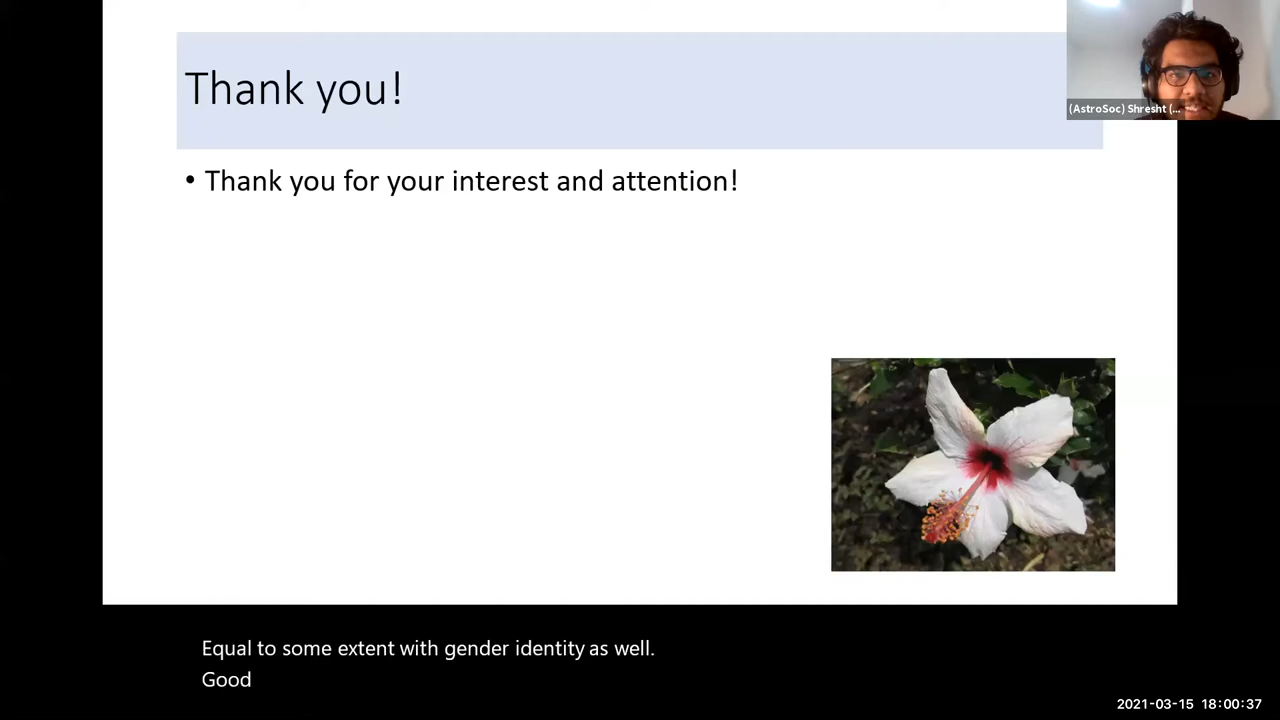 Thank you!
(AstroSoc) Shresht (...
• Thank you for your interest and attention!
Equal to some extent with gender identity as well.
Good
2021-03-15 18:00:37